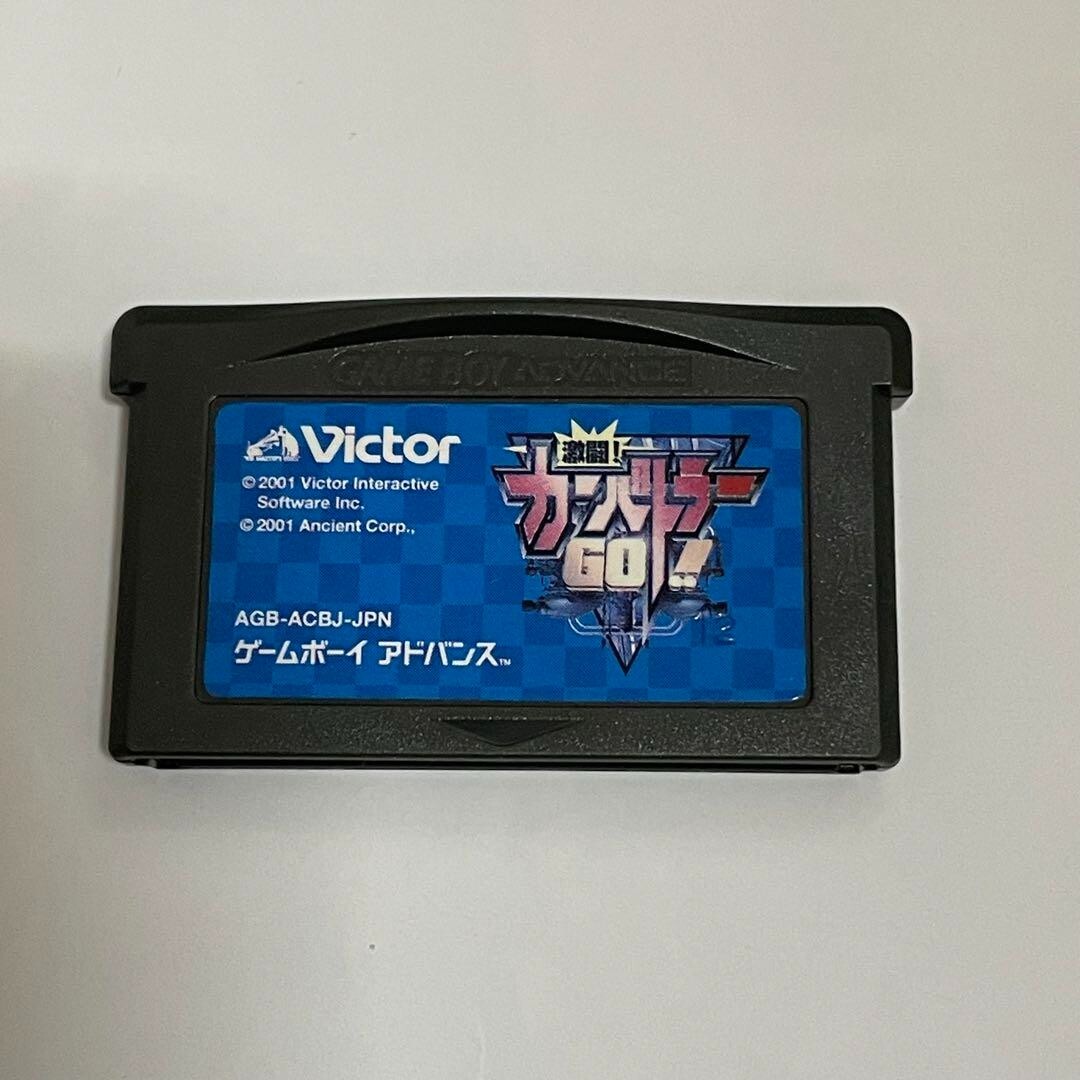 GAME BOY ADVANCE
Victor
© 2001 Victor Interactive
Software Inc.
© 2001 Ancient Corp.,
激闘!
カーバトラー
GO!!
12
AGB-ACBJ-JPN
ゲームボーイ アドバンス™